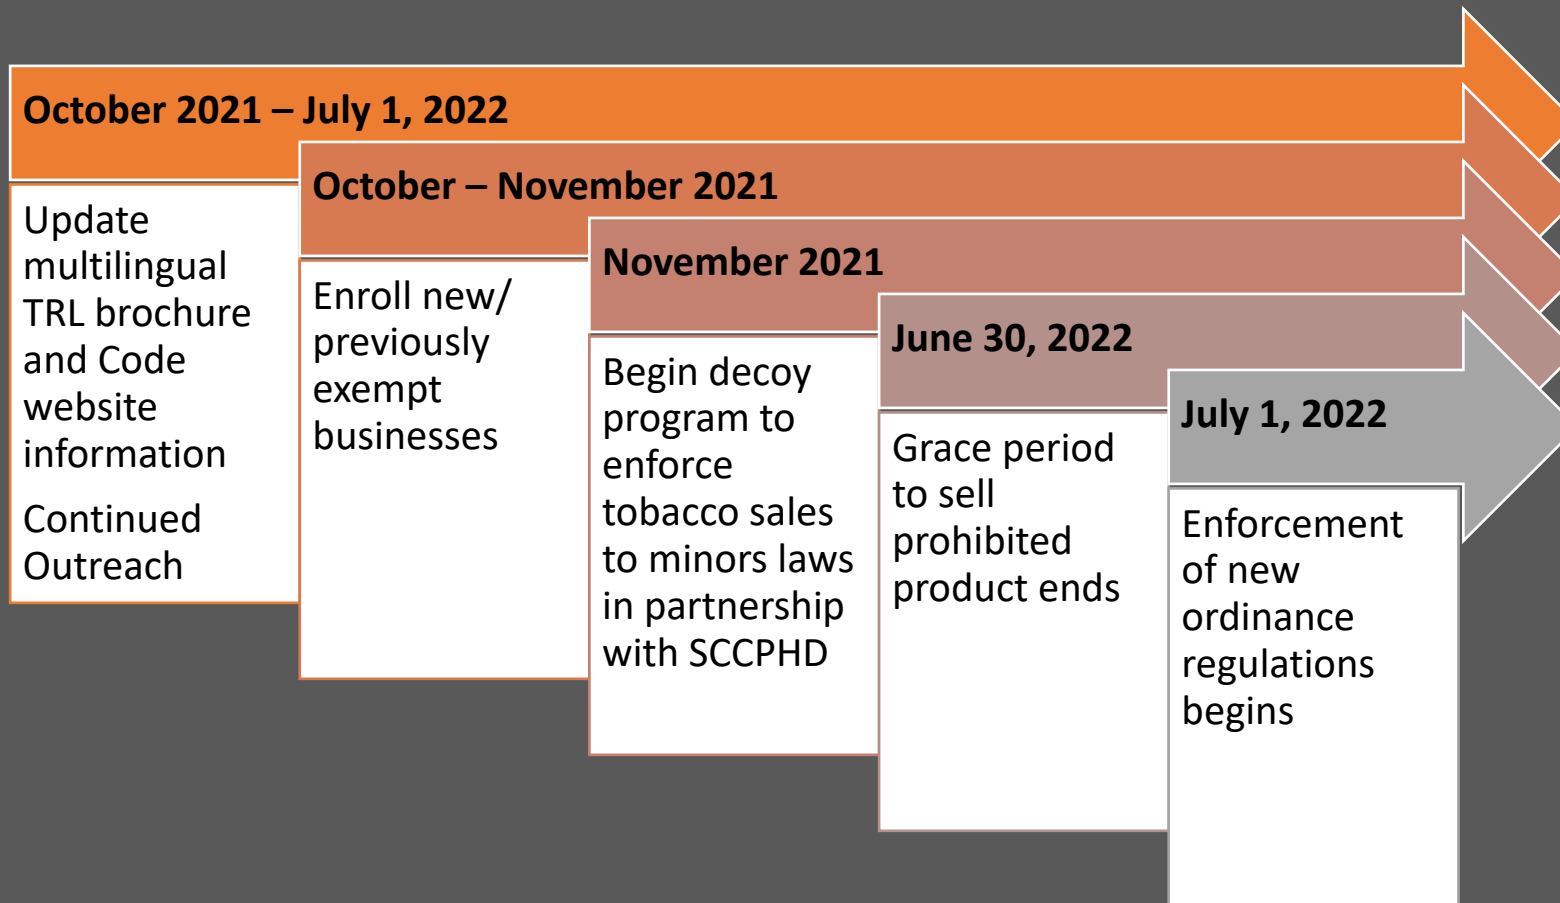 October 2021 – July 1, 2022
Update
multilingual
TRL brochure
and Code
website
information
Continued
Outreach
October – November 2021
Enroll new/
previously
exempt
businesses
November 2021
Begin decoy
program to
enforce
tobacco sales
to minors laws
in partnership
with SCCPHD
June 30, 2022
Grace period
to sell
prohibited
product ends
July 1, 2022
Enforcement
of new
ordinance
regulations
begins